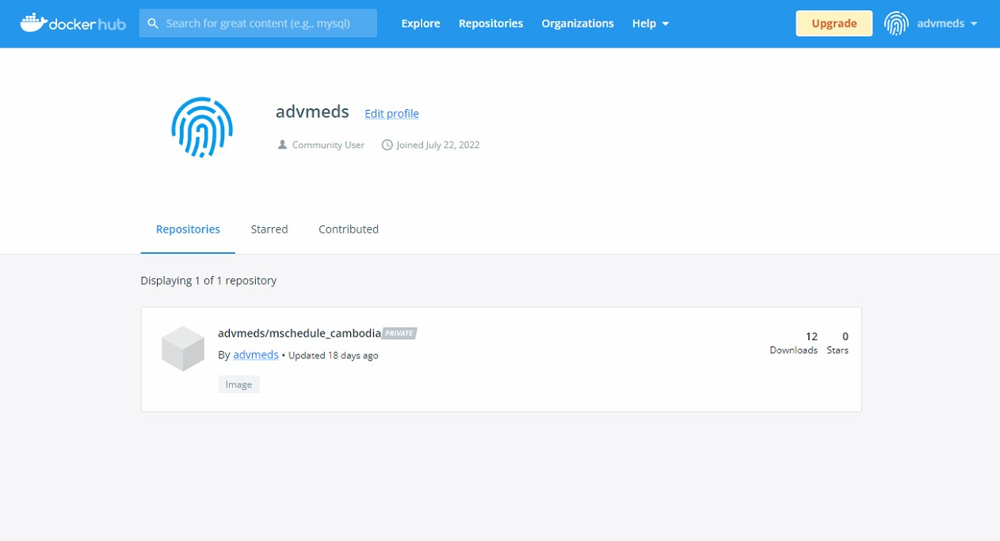 docker hub Search for great content (e.g., mysql) Explore Repositories Organizations Help Upgrade advmeds
advmeds Edit profile
Community User Joined July 22, 2022
Repositories Starred Contributed
Displaying 1 of 1 repository
advmeds/mschedule_cambodia PRIVATE 12 0
By advmeds • Updated 18 days ago Downloads Stars
Image